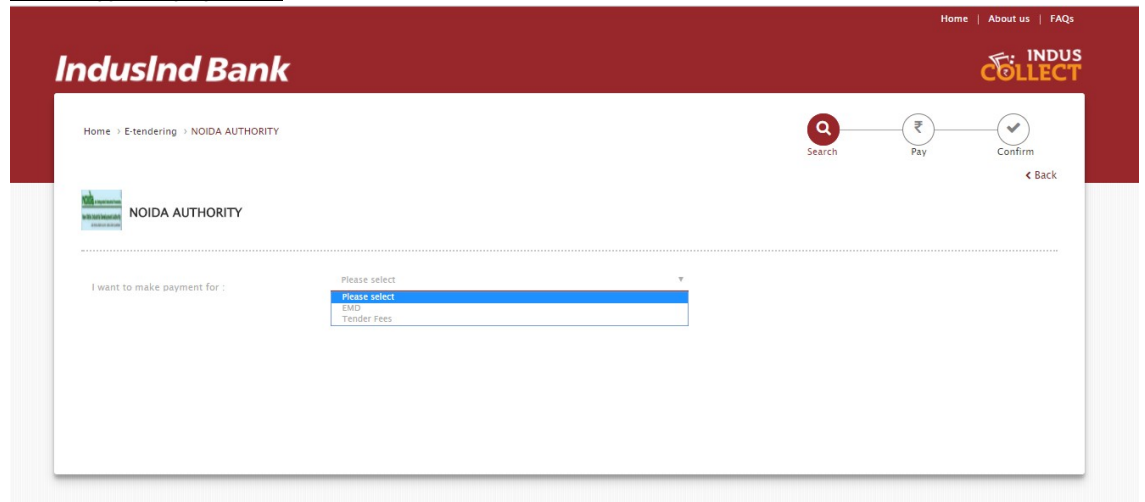 Home | About us | FAQs
IndusInd Bank
INDUS
COLLECT
Home > E-tendering > NOIDA AUTHORITY
₹
Search
Pay
Confirm
< Back
NOIDA AUTHORITY
I want to make payment for :
Please select ▼
Please select
EMD
Tender Fees